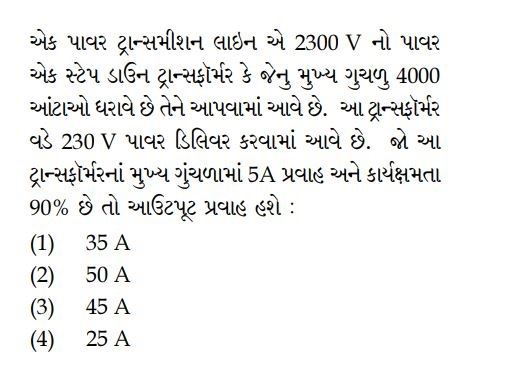 એક પાવર ટ્રાન્સમીશન લાઇન એ 2300 V નો પાવર
એક સ્ટેપ ડાઉન ટ્રાન્સફૉર્મર કે જેનુ મુખ્ય ગુચળુ 4000
આંટાઓ ધરાવે છે તેને આપવામાં આવે છે. આ ટ્રાન્સફૉર્મર
વડે 230 V પાવર ડિલિવર કરવામાં આવે છે. જો આ
ટ્રાન્સફૉર્મરનાં મુખ્ય ગુંચળામાં 5A પ્રવાહ અને કાર્યક્ષમતા
90% છે તો આઉટપૂટ પ્રવાહ હશે :
(1) 35 A
(2) 50 A
(3) 45 A
(4) 25 A